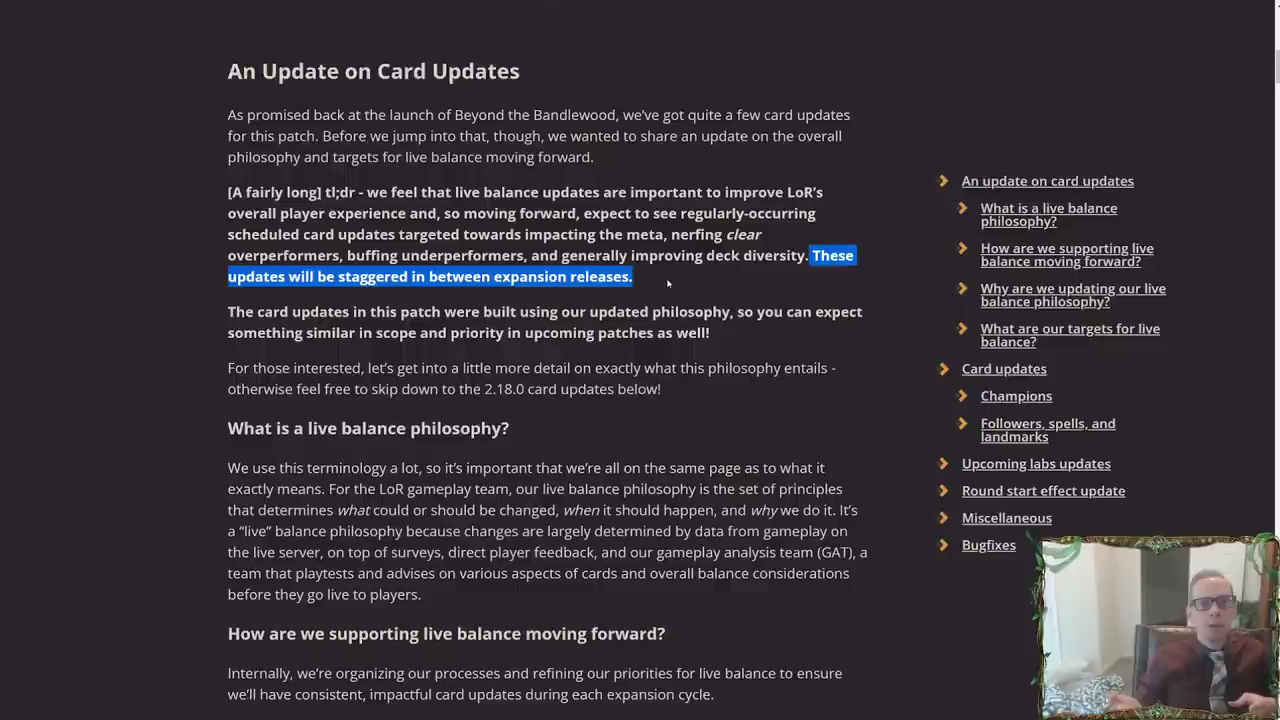 An Update on Card Updates
As promised back at the launch of Beyond the Bandlewood, we've got quite a few card updates
for this patch. Before we jump into that, though, we wanted to share an update on the overall
philosophy and targets for live balance moving forward.
[A fairly long] tl;dr - we feel that live balance updates are important to improve LoR's
overall player experience and, so moving forward, expect to see regularly-occurring
scheduled card updates targeted towards impacting the meta, nerfing clear
overperformers, buffing underperformers, and generally improving deck diversity. These
updates will be staggered in between expansion releases.
The card updates in this patch were built using our updated philosophy, so you can expect
something similar in scope and priority in upcoming patches as well!
For those interested, let's get into a little more detail on exactly what this philosophy entails -
otherwise feel free to skip down to the 2.18.0 card updates below!
What is a live balance philosophy?
We use this terminology a lot, so it's important that we're all on the same page as to what it
exactly means. For the LoR gameplay team, our live balance philosophy is the set of principles
that determines what could or should be changed, when it should happen, and why we do it. It's
a "live" balance philosophy because changes are largely determined by data from gameplay on
the live server, on top of surveys, direct player feedback, and our gameplay analysis team (GAT), a
team that playtests and advises on various aspects of cards and overall balance considerations
before they go live to players.
How are we supporting live balance moving forward?
Internally, we're organizing our processes and refining our priorities for live balance to ensure
we'll have consistent, impactful card updates during each expansion cycle.
An update on card updates
What is a live balance
philosophy?
How are we supporting live
balance moving forward?
Why are we updating our live
balance philosophy?
What are our targets for live
balance?
Card updates
Champions
Followers, spells, and
landmarks
Upcoming labs updates
Round start effect update
Miscellaneous
Bugfixes